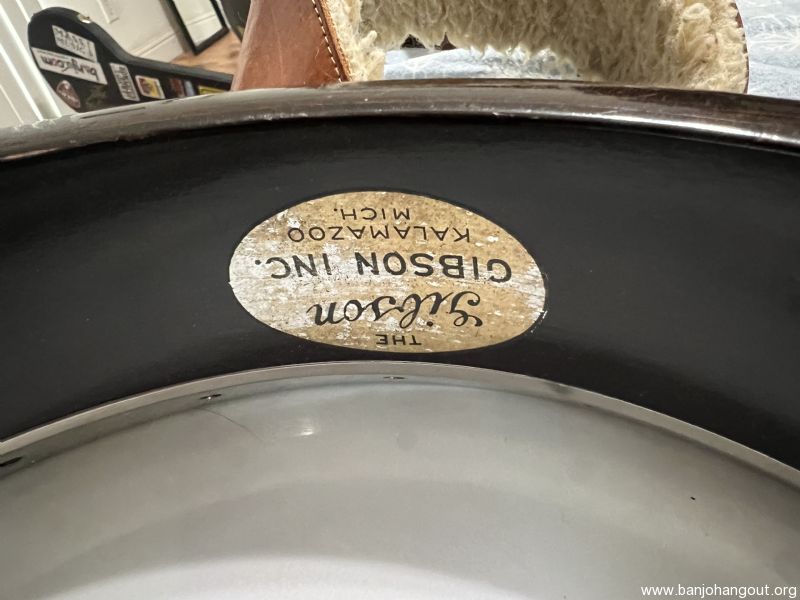 THE
Gibson
GIBSON INC.
KALAMAZOO
MICH.
www.banjohangout.org